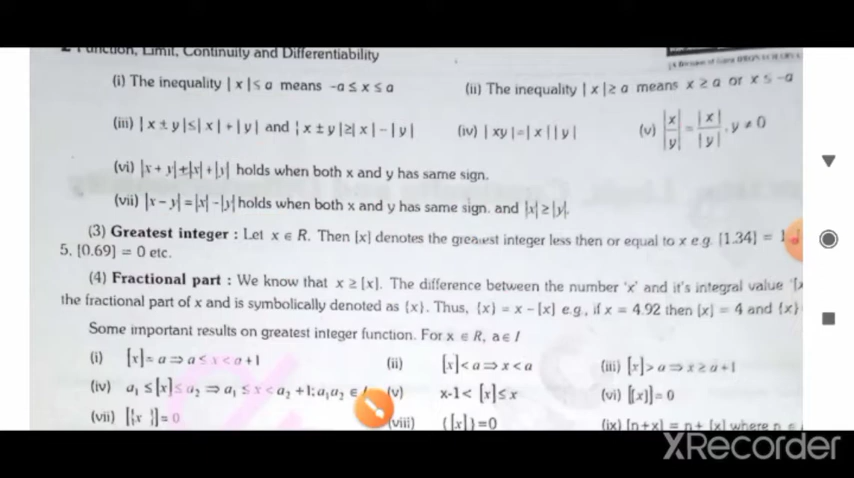 2 Function, Limit, Continuity and Differentiability
(i) The inequality |x| ≤ a means -a ≤ x ≤ a (ii) The inequality |x| ≥ a means x ≥ a or x ≤ -a
(iii) |x ± y| ≤ |x| + |y| and |x ± y| ≥ |x| - |y| (iv) |xy| = |x||y| (v) |x/y| = |x|/|y|, y ≠ 0
(vi) |x + y| = |x| + |y| holds when both x and y has same sign.
(vii) |x - y| = |x| - |y| holds when both x and y has same sign. and |x| ≥ |y|.
(3) Greatest integer : Let x ∈ R. Then [x] denotes the greatest integer less then or equal to x e.g. [1.34] = 1
5, [0.69] = 0 etc.
(4) Fractional part : We know that x ≥ [x]. The difference between the number 'x' and it's integral value '[x
the fractional part of x and is symbolically denoted as {x}. Thus, {x} = x - [x] e.g., if x = 4.92 then [x] = 4 and {x}
Some important results on greatest integer function. For x ∈ R, a ∈ I
(i) [x] = a ⇒ a ≤ x < a + 1 (ii) [x] < a ⇒ x < a (iii) [x] > a ⇒ x ≥ a + 1
(iv) a₁ ≤ [x] ≤ a₂ ⇒ a₁ ≤ x < a₂ + 1; a₁a₂ ∈ (v) x-1 < [x] ≤ x (vi) [[x]] = 0
(vii) [{x }] = 0 (viii) {[x]} = 0 (ix) [n+x] = n + [x] where n ∈
XRecorder